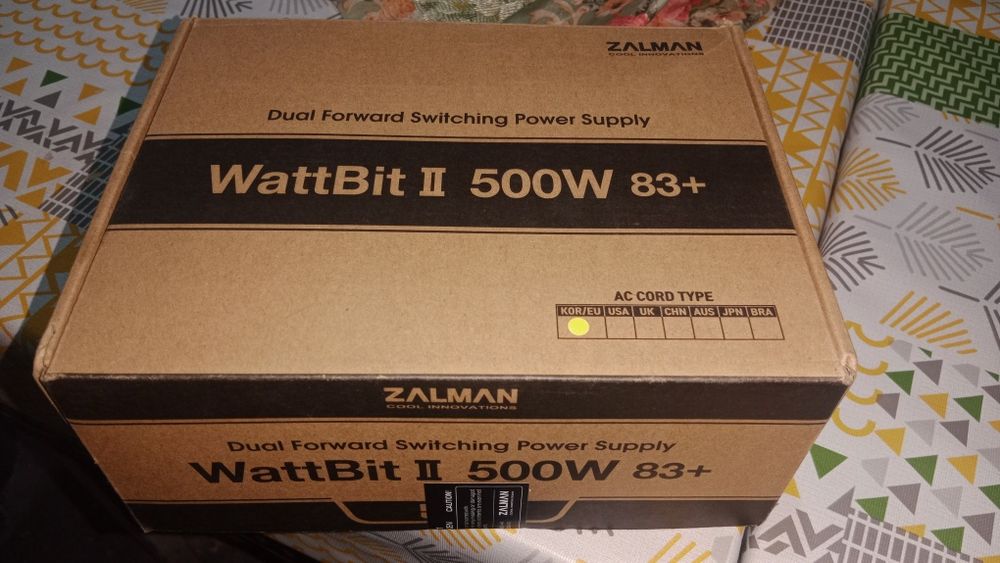 ZALMAN
COOL INNOVATIONS
Dual Forward Switching Power Supply
WattBit II 500W 83+
AC CORD TYPE
KOR/EU USA UK CHN AUS JPN BRA
ZALMAN
COOL INNOVATIONS
Dual Forward Switching Power Supply
WattBit II 500W 83+
CAUTION
ZALMAN
EN